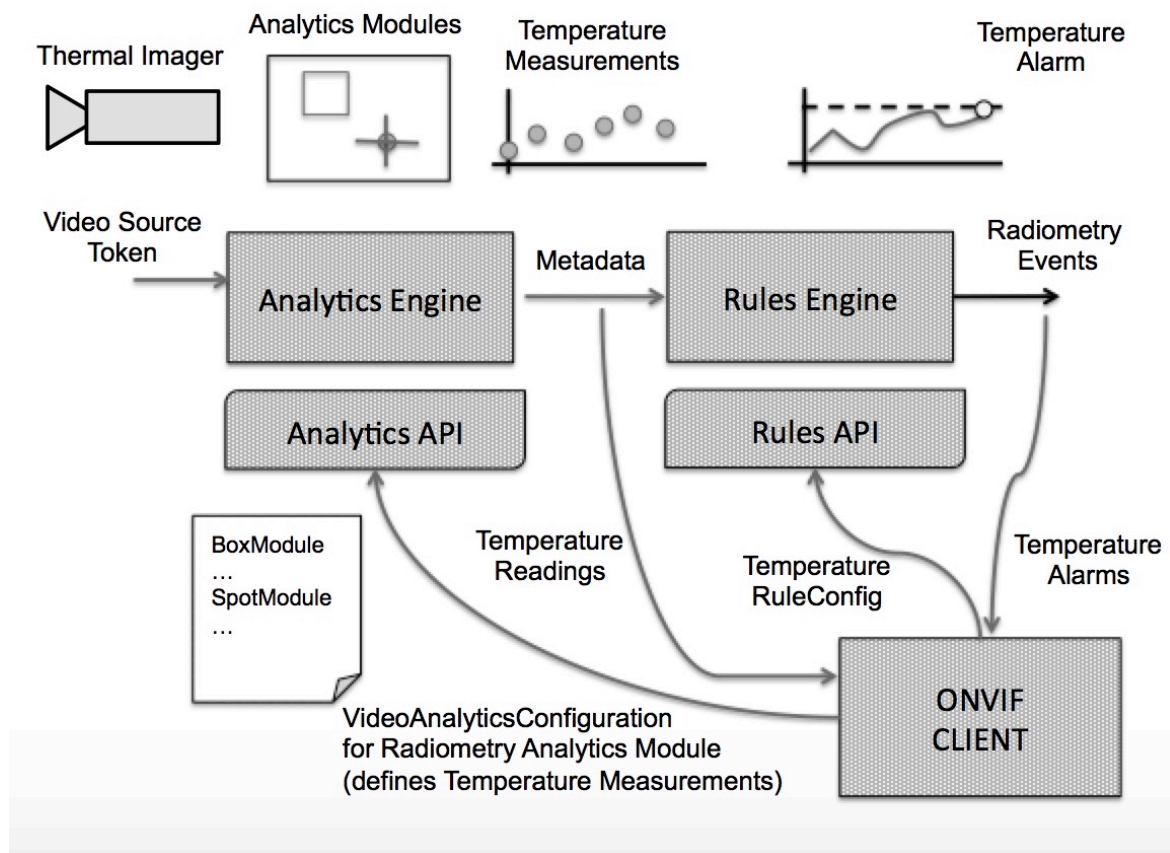 Thermal Imager
Analytics Modules
Temperature
Measurements
Temperature
Alarm
Video Source
Token
Analytics Engine
Metadata
Rules Engine
Radiometry
Events
Analytics API
Rules API
BoxModule
…
SpotModule
…
Temperature
Readings
Temperature
RuleConfig
Temperature
Alarms
VideoAnalyticsConfiguration
for Radiometry Analytics Module
(defines Temperature Measurements)
ONVIF
CLIENT